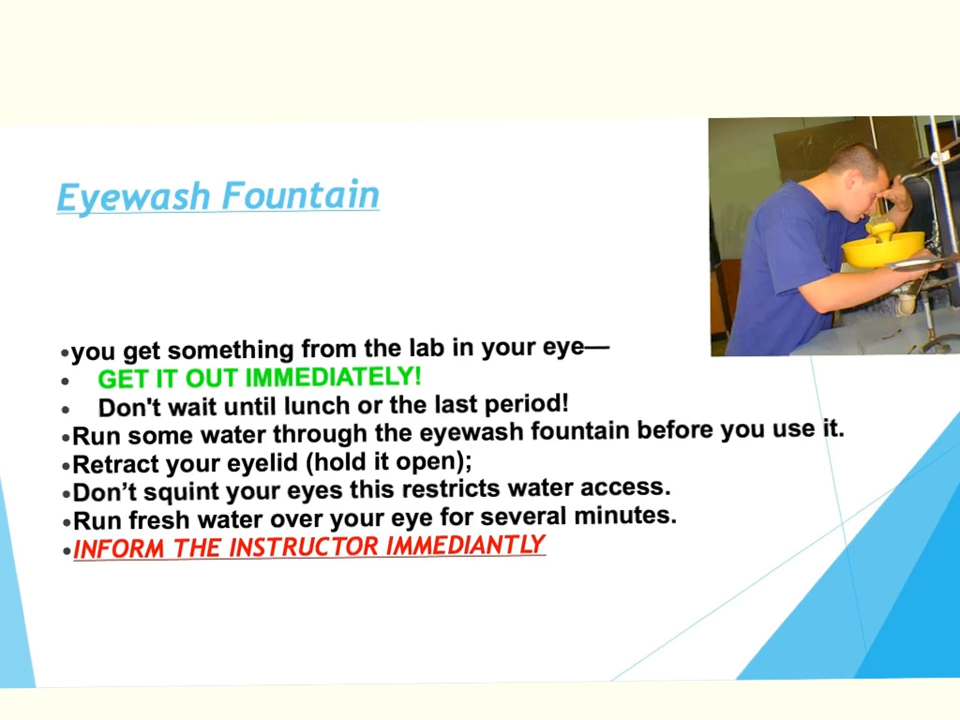 Eyewash Fountain
•you get something from the lab in your eye—
• GET IT OUT IMMEDIATELY!
• Don't wait until lunch or the last period!
•Run some water through the eyewash fountain before you use it.
•Retract your eyelid (hold it open);
•Don’t squint your eyes this restricts water access.
•Run fresh water over your eye for several minutes.
•INFORM THE INSTRUCTOR IMMEDIANTLY